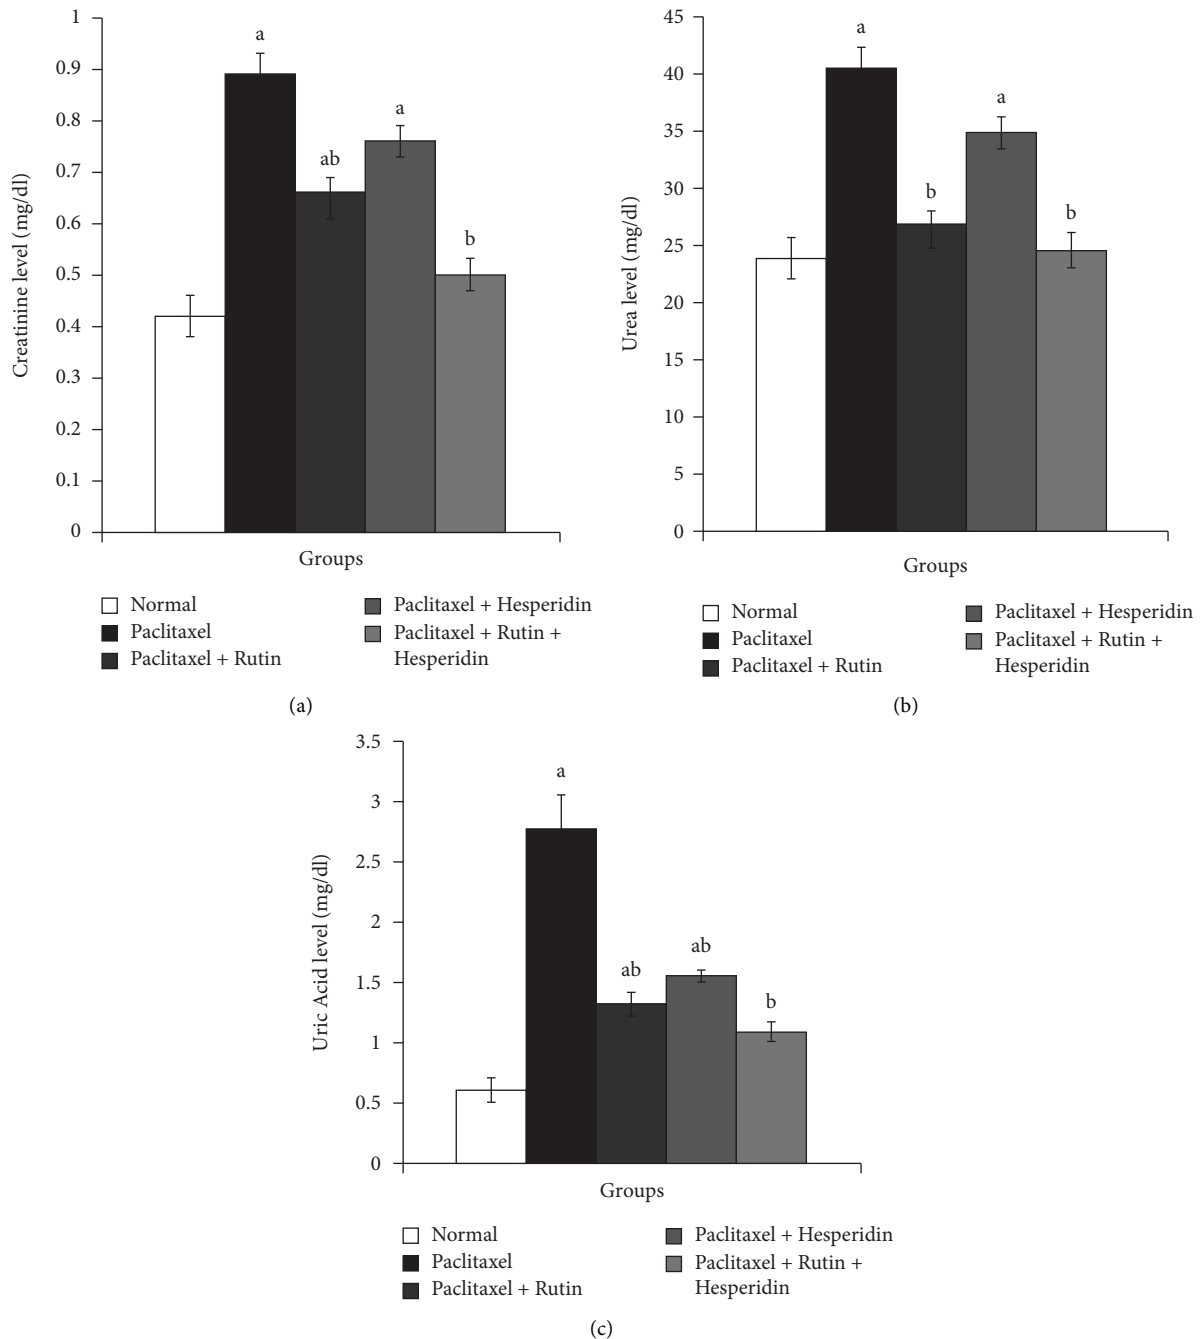 Creatinine level (mg/dl)
1
0.9
0.8
0.7
0.6
0.5
0.4
0.3
0.2
0.1
0
a
ab
a
b
Groups
Normal
Paclitaxel
Paclitaxel + Rutin
Paclitaxel + Hesperidin
Paclitaxel + Rutin +
Hesperidin
(a)
Urea level (mg/dl)
45
40
35
30
25
20
15
10
5
0
a
b
a
b
Groups
Normal
Paclitaxel
Paclitaxel + Rutin
Paclitaxel + Hesperidin
Paclitaxel + Rutin +
Hesperidin
(b)
Uric Acid level (mg/dl)
3.5
3
2.5
2
1.5
1
0.5
0
a
ab
ab
b
Groups
Normal
Paclitaxel
Paclitaxel + Rutin
Paclitaxel + Hesperidin
Paclitaxel + Rutin +
Hesperidin
(c)